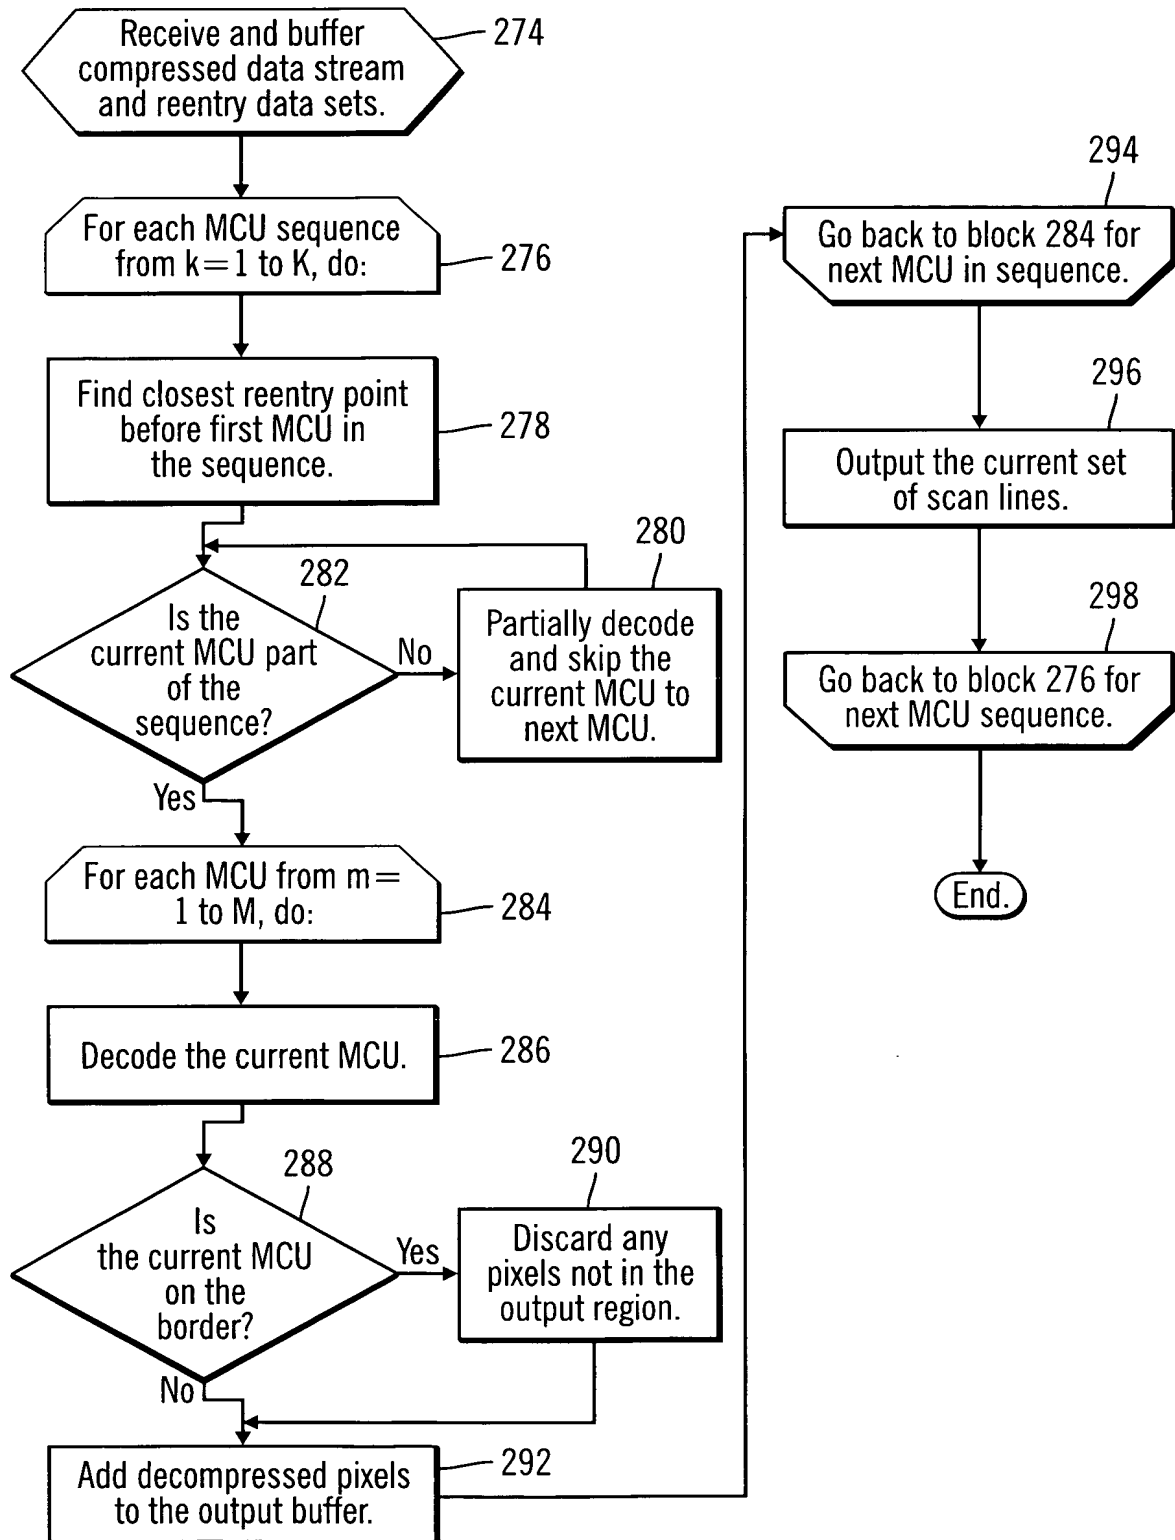 Receive and buffer
compressed data stream
and reentry data sets.
274
For each MCU sequence
from k=1 to K, do:
276
Find closest reentry point
before first MCU in
the sequence.
278
282
Is the
current MCU part
of the
sequence?
No
Yes
280
Partially decode
and skip the
current MCU to
next MCU.
For each MCU from m=
1 to M, do:
284
Decode the current MCU.
286
288
Is
the current MCU
on the
border?
Yes
No
290
Discard any
pixels not in the
output region.
Add decompressed pixels
to the output buffer.
292
294
Go back to block 284 for
next MCU in sequence.
296
Output the current set
of scan lines.
298
Go back to block 276 for
next MCU sequence.
End.